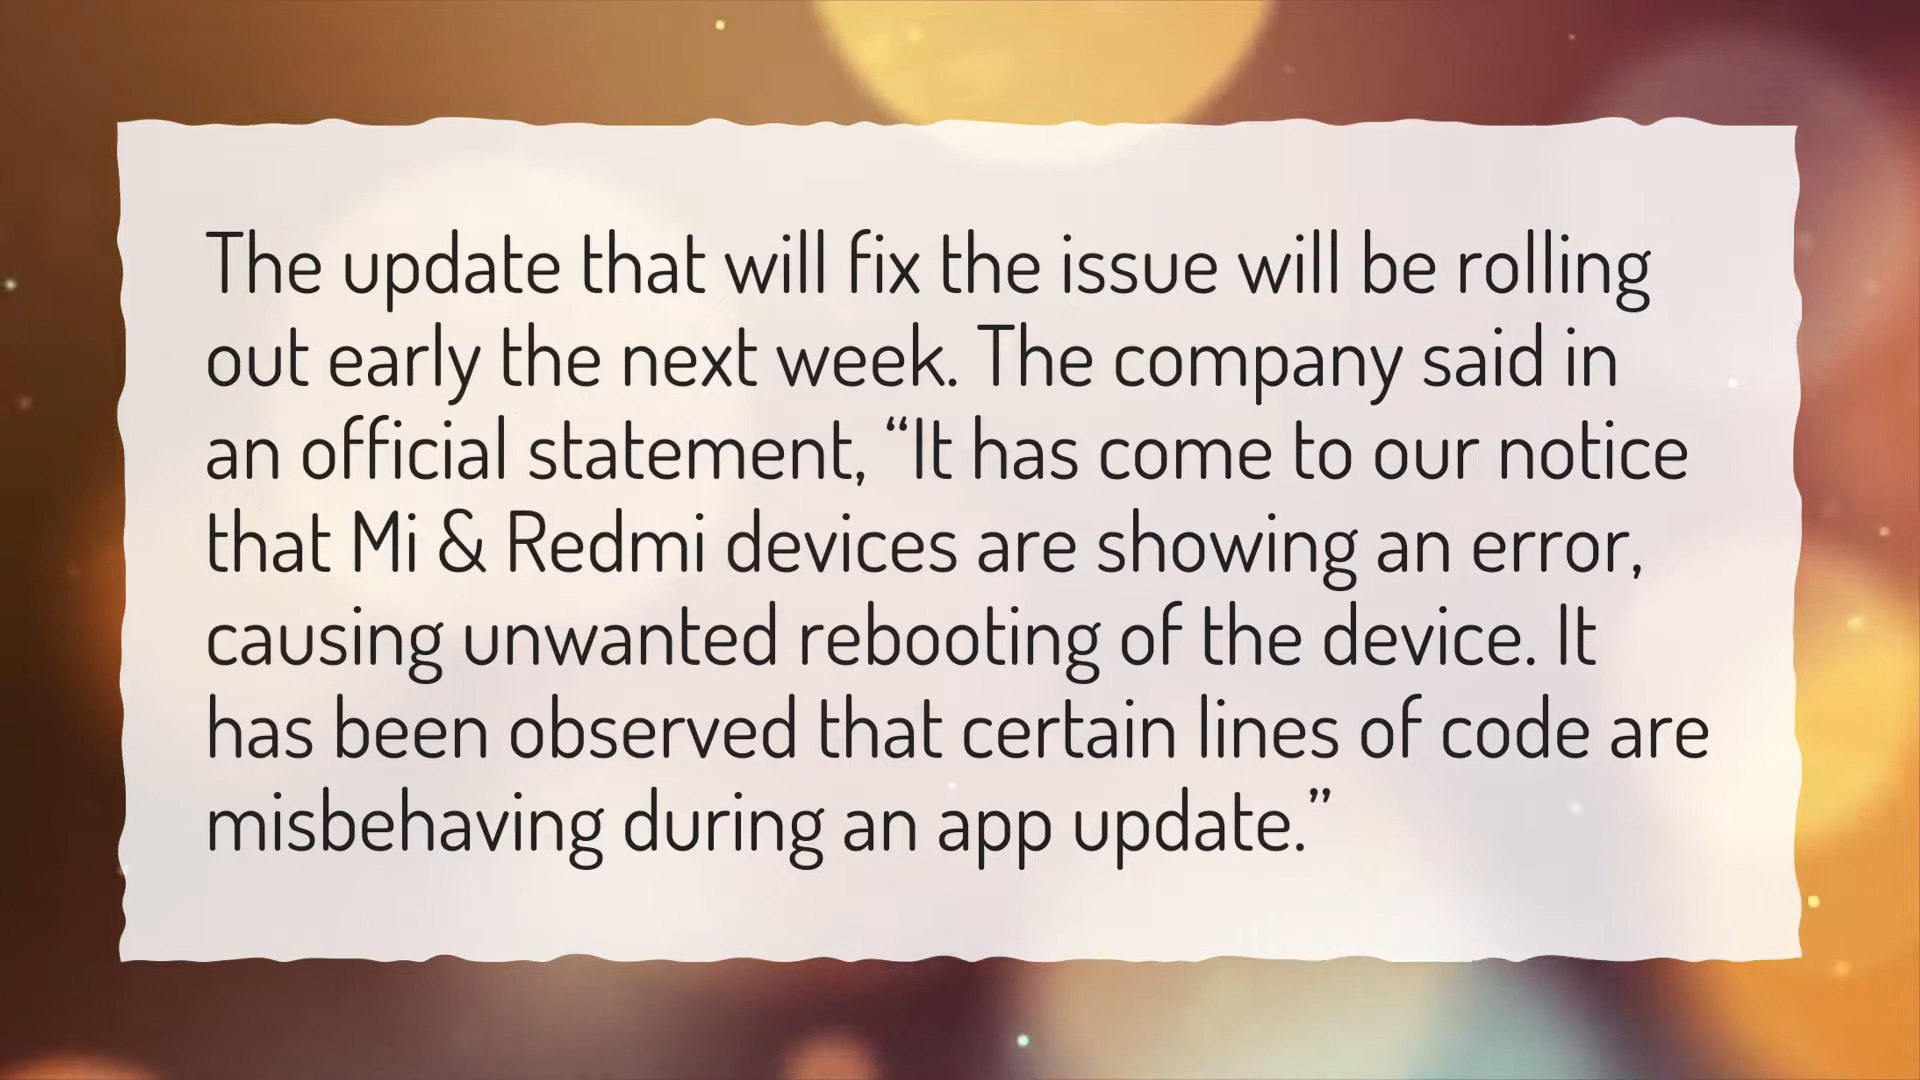 The update that will fix the issue will be rolling
out early the next week. The company said in
an official statement, “It has come to our notice
that Mi & Redmi devices are showing an error,
causing unwanted rebooting of the device. It
has been observed that certain lines of code are
misbehaving during an app update.”